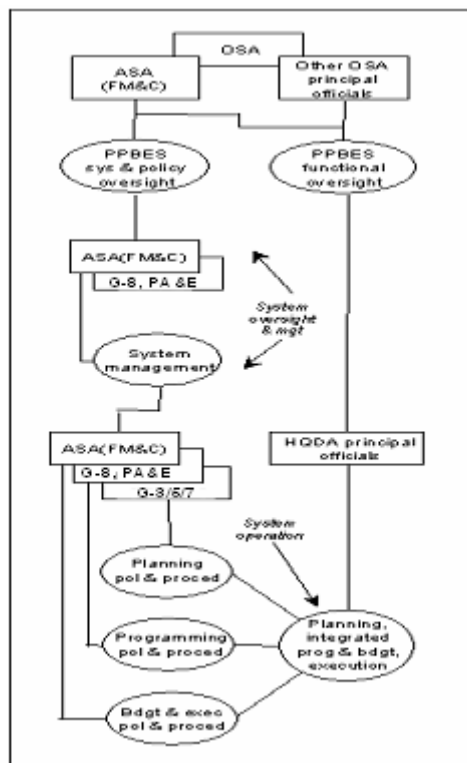 OSA
ASA
(FM&C)
Other OSA
principal
officials
PPBES
sys & policy
oversight
PPBES
functional
oversight
ASA(FM&C)
G-8, PA&E
System
oversight
& mgt
System
management
ASA(FM&C)
G-8, PA&E
G-3/5/7
HQDA principal
officials
System
operation
Planning
pol & proced
Programming
pol & proced
Planning,
integrated
prog & bdgt,
execution
Bdgt & exec
pol & proced